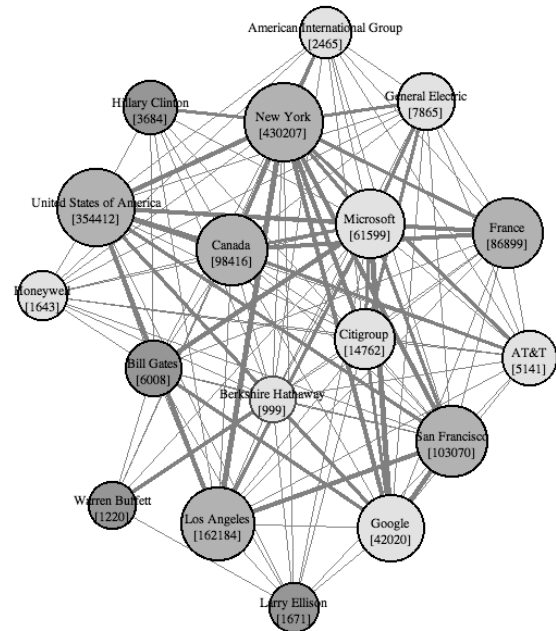 American International Group
[2465]
Hillary Clinton
[3684]
General Electric
[7865]
New York
[430207]
United States of America
[354412]
Microsoft
[61599]
France
[86899]
Canada
[98416]
Honeywell
[1643]
Citigroup
[14762]
AT&T
[5141]
Bill Gates
[6008]
Berkshire Hathaway
[999]
San Francisco
[103070]
Warren Buffett
[1220]
Los Angeles
[162184]
Google
[42020]
Larry Ellison
[1671]